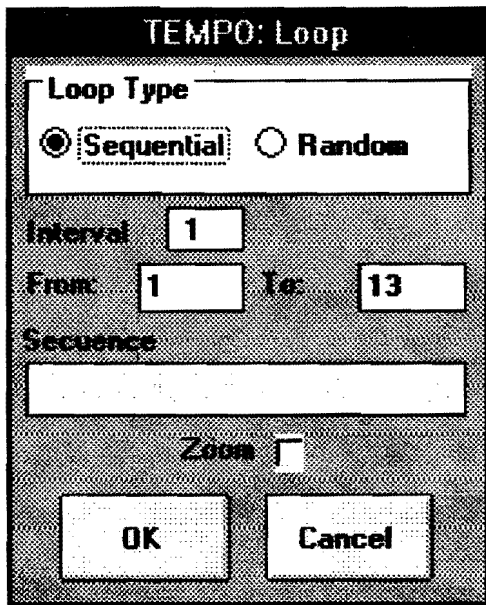 TEMPO: Loop
Loop Type
Sequential Random
Interval 1
From: 1 To: 13
Secuence
Zoom
OK Cancel